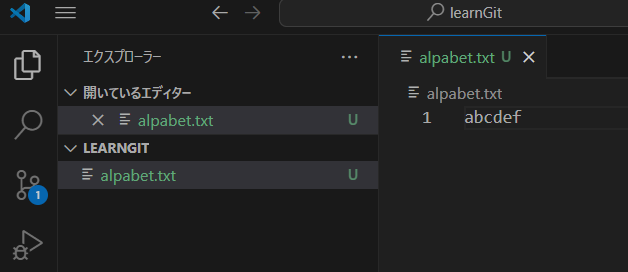 learnGit
エクスプローラー ···
alpabet.txt U
開いているエディター
alpabet.txt
alpabet.txt U
1 abcdef
LEARNGIT
alpabet.txt U
1